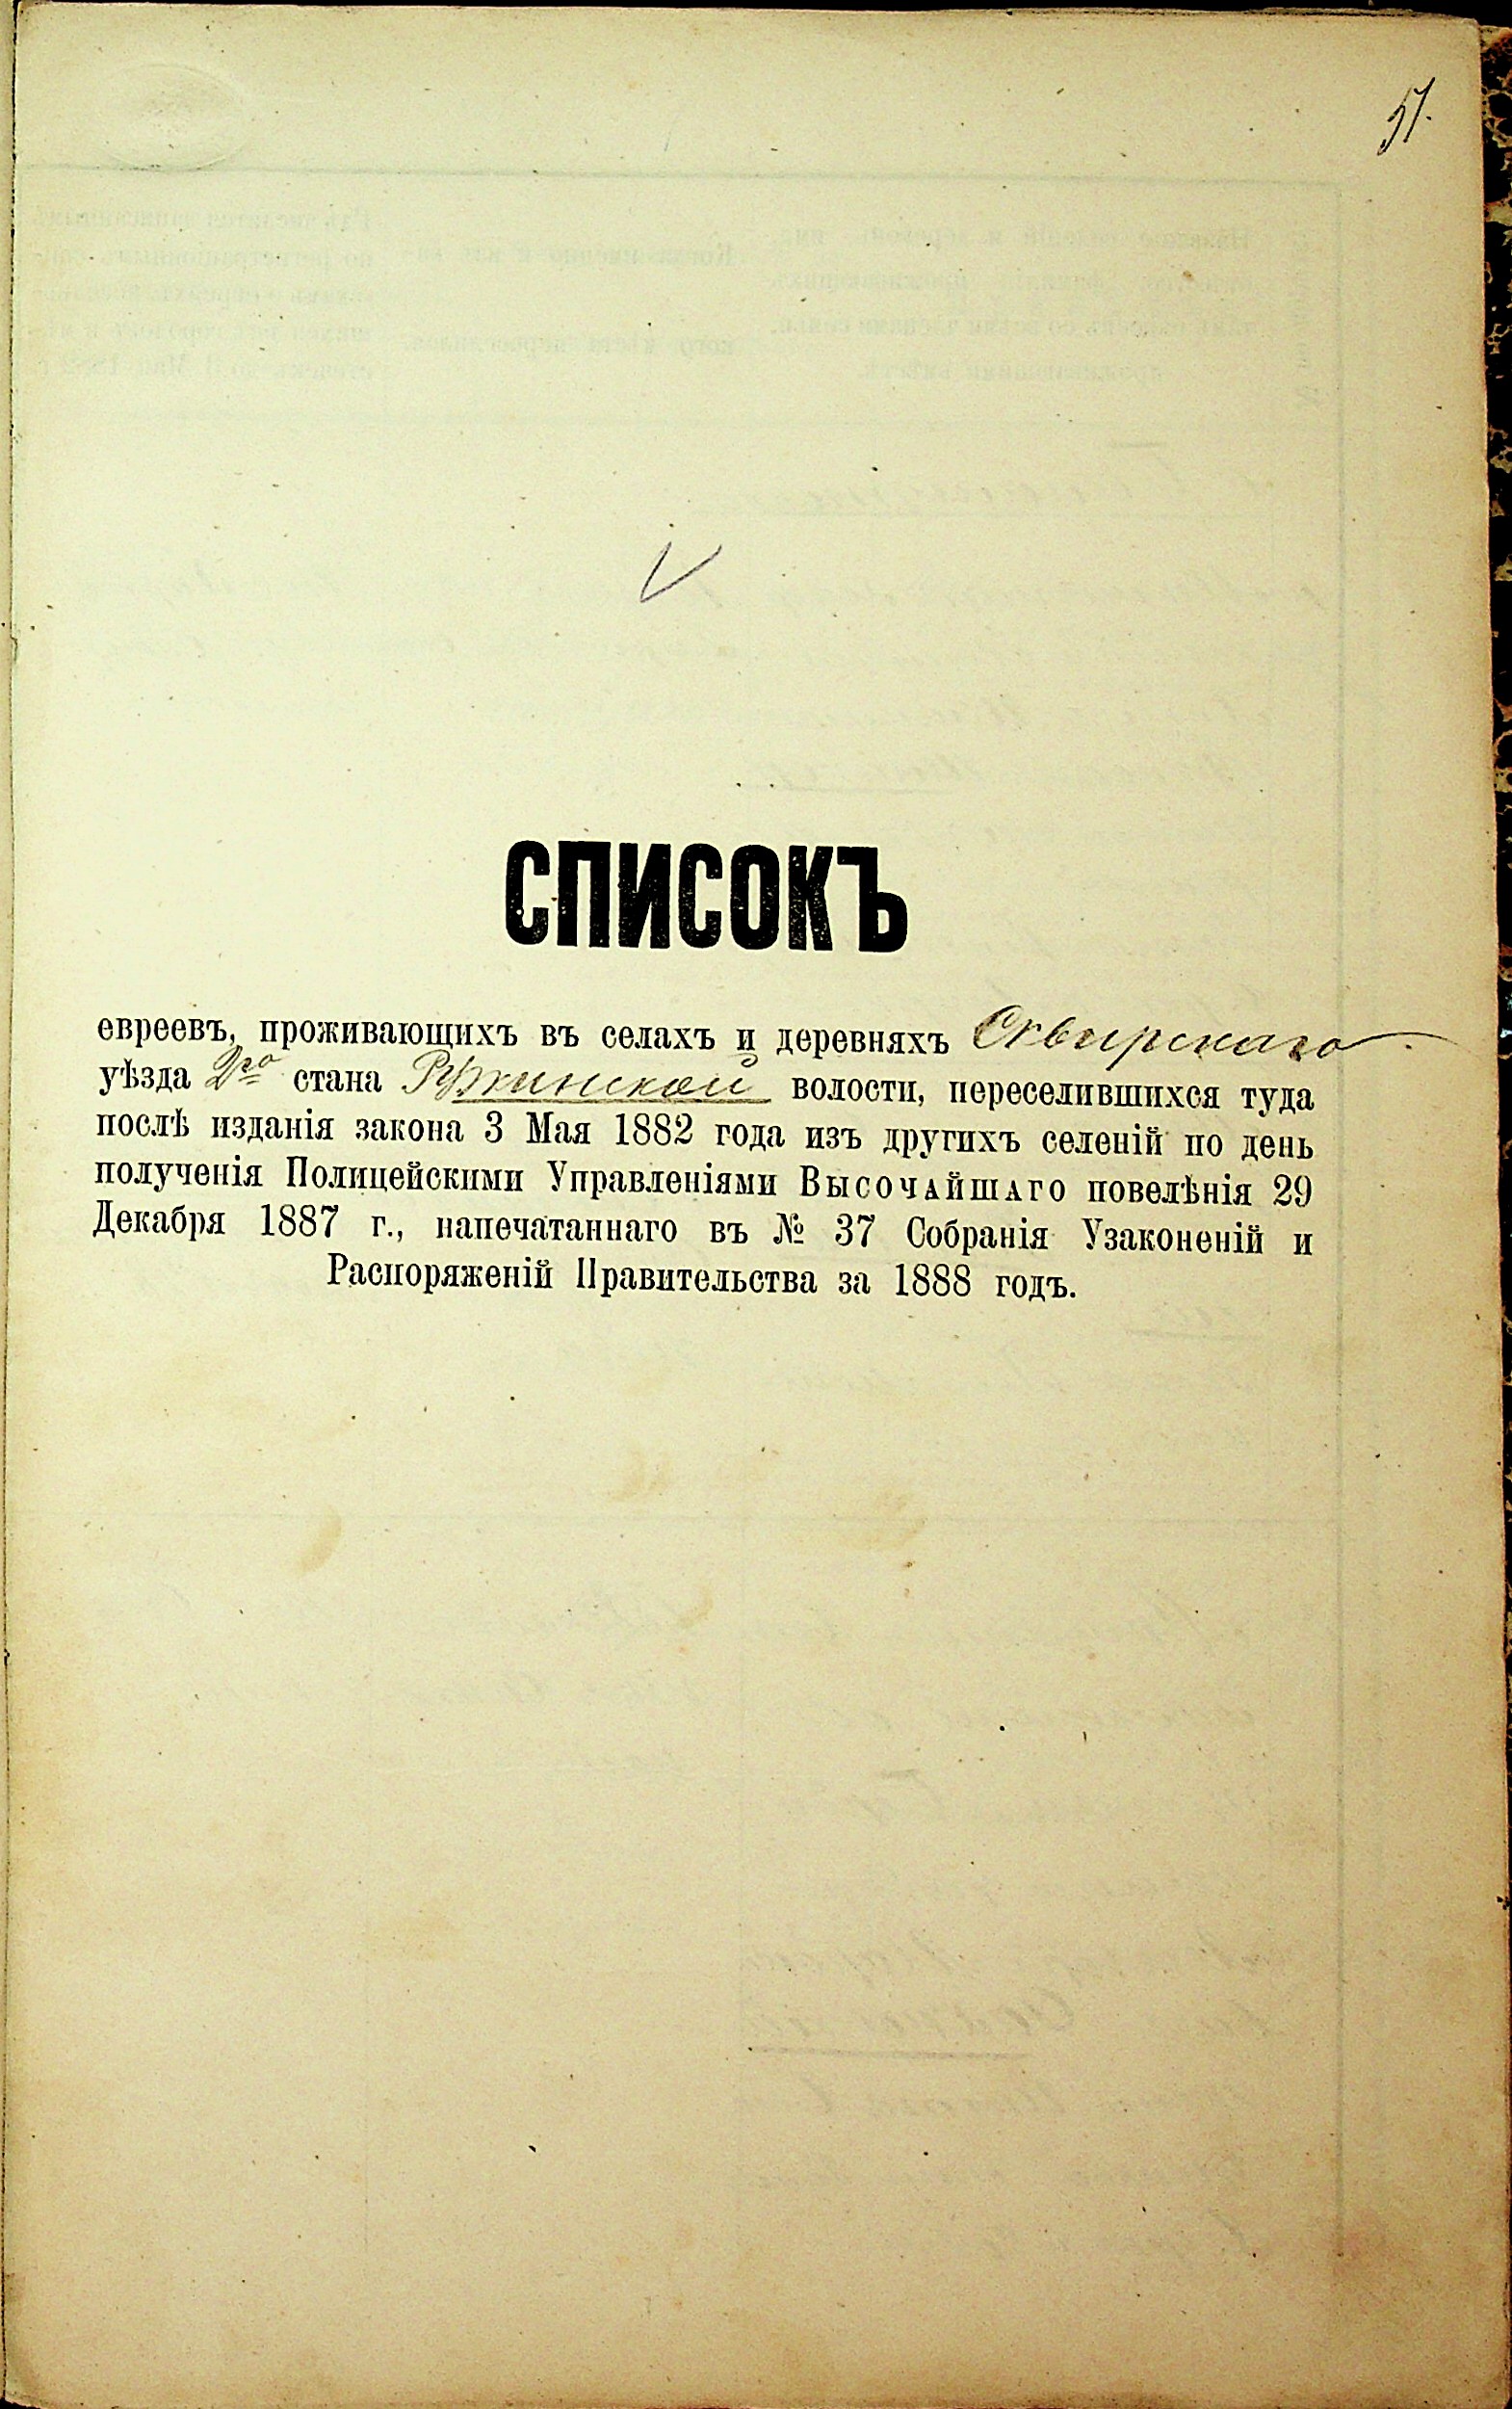 51.
СПИСОКЪ
евреевъ, проживающихъ въ селахъ и деревняхъ Сквирскаго
уѣзда 2го стана Ружинской волости, переселившихся туда
послѣ изданія закона 3 Мая 1882 года изъ другихъ селеній по день
полученія Полицейскими Управленіями Высочайшаго повелѣнія 29
Декабря 1887 г., напечатаннаго въ № 37 Собранія Узаконеній и
Распоряженій Правительства за 1888 годъ.